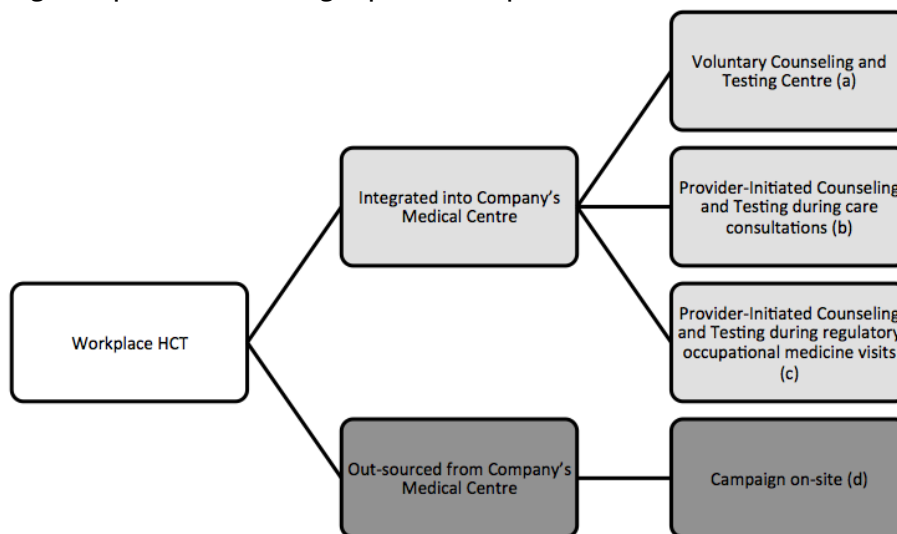 Voluntary Counseling and
Testing Centre (a)
Integrated into Company's
Medical Centre
Provider-Initiated Counseling
and Testing during care
consultations (b)
Workplace HCT
Provider-Initiated Counseling
and Testing during regulatory
occupational medicine visits
(c)
Out-sourced from Company's
Medical Centre
Campaign on-site (d)